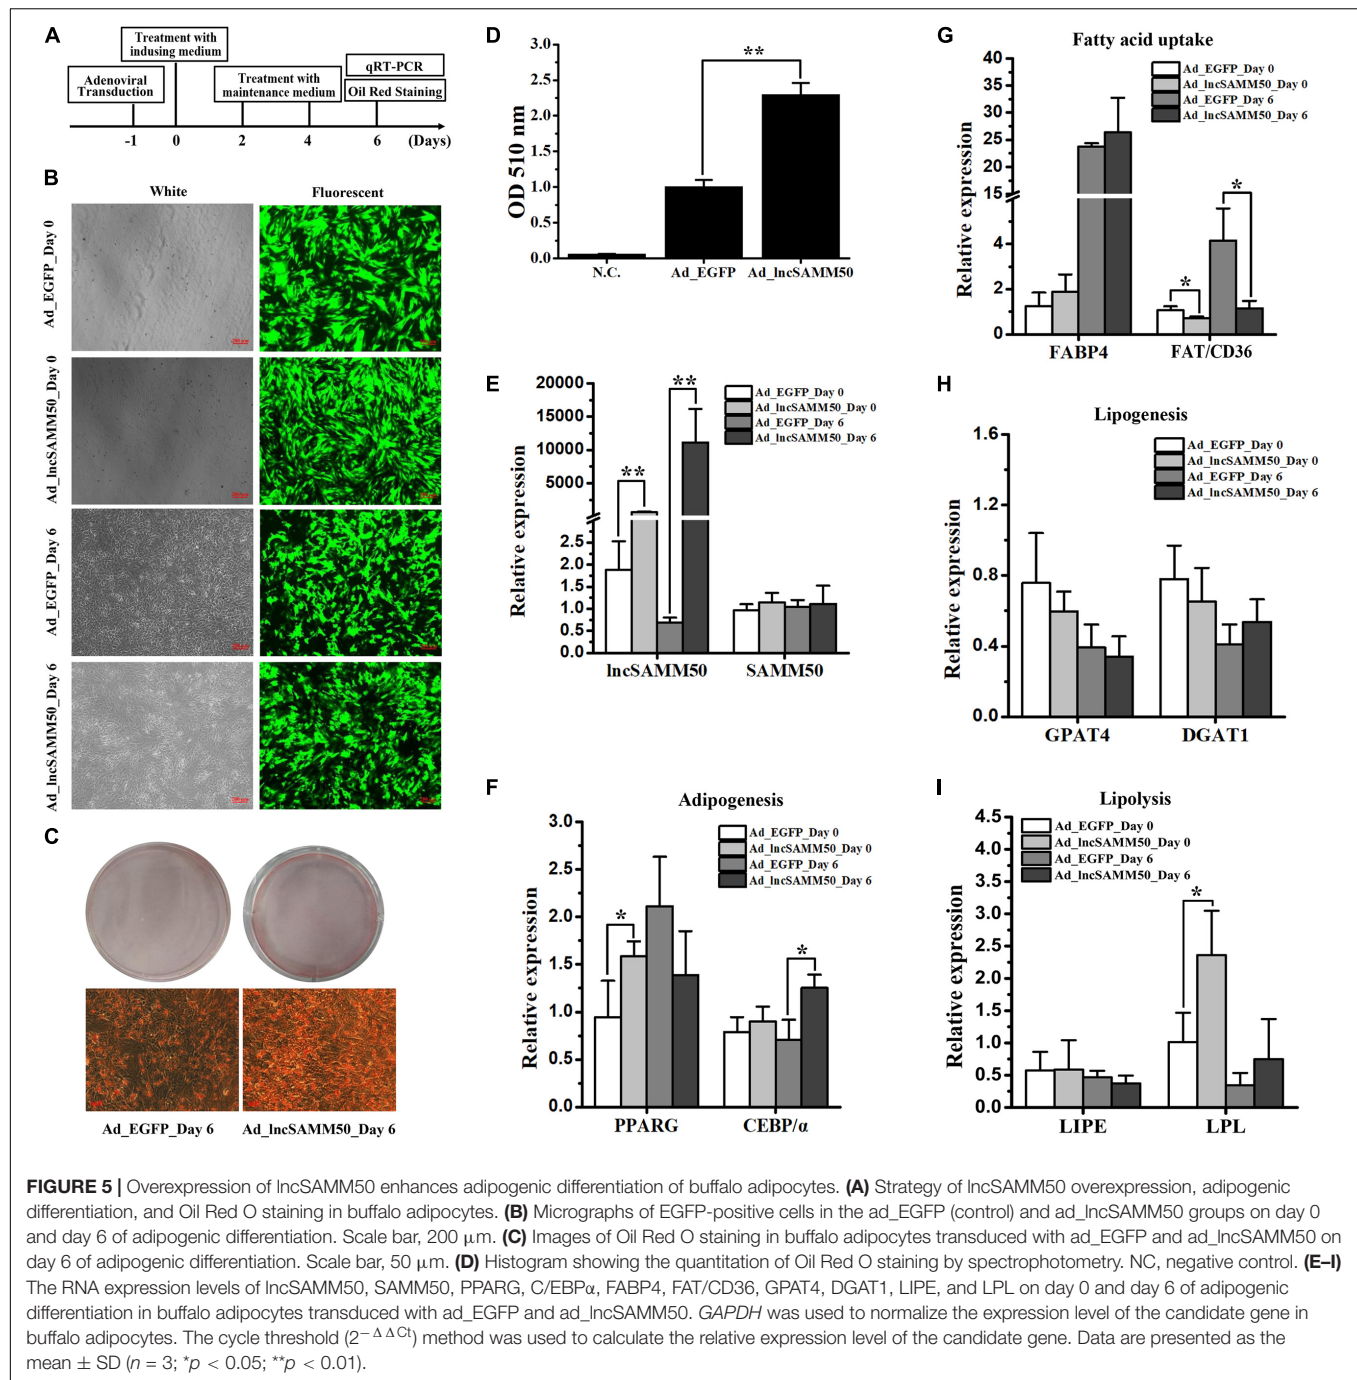 A
Treatment with
indusing medium
Adenoviral
Transduction
Treatment with
maintenance medium
qRT-PCR
Oil Red Staining
-1 0 2 4 6 (Days)
B
White Fluorescent
Ad_EGFP_Day 0
Ad_lncSAMM50_Day 0
Ad_EGFP_Day 6
Ad_lncSAMM50_Day 6
C
Ad_EGFP_Day 6 Ad_lncSAMM50_Day 6
D
OD 510 nm
3.0
2.5
2.0
1.5
1.0
0.5
0.0
**
N.C. Ad_EGFP Ad_lncSAMM50
E
Relative expression
20000
15000
10000
5000
2.5
2.0
1.5
1.0
0.5
0.0
** **
Ad_EGFP_Day 0
Ad_lncSAMM50_Day 0
Ad_EGFP_Day 6
Ad_lncSAMM50_Day 6
lncSAMM50 SAMM50
F
Adipogenesis
Relative expression
3.0
2.5
2.0
1.5
1.0
0.5
0.0
* *
Ad_EGFP_Day 0
Ad_lncSAMM50_Day 0
Ad_EGFP_Day 6
Ad_lncSAMM50_Day 6
PPARG CEBP/α
G
Fatty acid uptake
Relative expression
40
35
30
25
20
15
4
2
0
* *
Ad_EGFP_Day 0
Ad_lncSAMM50_Day 0
Ad_EGFP_Day 6
Ad_lncSAMM50_Day 6
FABP4 FAT/CD36
H
Lipogenesis
Relative expression
1.6
1.2
0.8
0.4
0.0
Ad_EGFP_Day 0
Ad_lncSAMM50_Day 0
Ad_EGFP_Day 6
Ad_lncSAMM50_Day 6
GPAT4 DGAT1
I
Lipolysis
Relative expression
4.5
4.0
3.5
3.0
2.5
2.0
1.5
1.0
0.5
0.0
*
Ad_EGFP_Day 0
Ad_lncSAMM50_Day 0
Ad_EGFP_Day 6
Ad_lncSAMM50_Day 6
LIPE LPL
FIGURE 5 | Overexpression of lncSAMM50 enhances adipogenic differentiation of buffalo adipocytes. (A) Strategy of lncSAMM50 overexpression, adipogenic
differentiation, and Oil Red O staining in buffalo adipocytes. (B) Micrographs of EGFP-positive cells in the ad_EGFP (control) and ad_lncSAMM50 groups on day 0
and day 6 of adipogenic differentiation. Scale bar, 200 μm. (C) Images of Oil Red O staining in buffalo adipocytes transduced with ad_EGFP and ad_lncSAMM50 on
day 6 of adipogenic differentiation. Scale bar, 50 μm. (D) Histogram showing the quantitation of Oil Red O staining by spectrophotometry. NC, negative control. (E–I)
The RNA expression levels of lncSAMM50, SAMM50, PPARG, C/EBPα, FABP4, FAT/CD36, GPAT4, DGAT1, LIPE, and LPL on day 0 and day 6 of adipogenic
differentiation in buffalo adipocytes transduced with ad_EGFP and ad_lncSAMM50. GAPDH was used to normalize the expression level of the candidate gene in
buffalo adipocytes. The cycle threshold (2−ΔΔCt) method was used to calculate the relative expression level of the candidate gene. Data are presented as the
mean ± SD (n = 3; *p < 0.05; **p < 0.01).